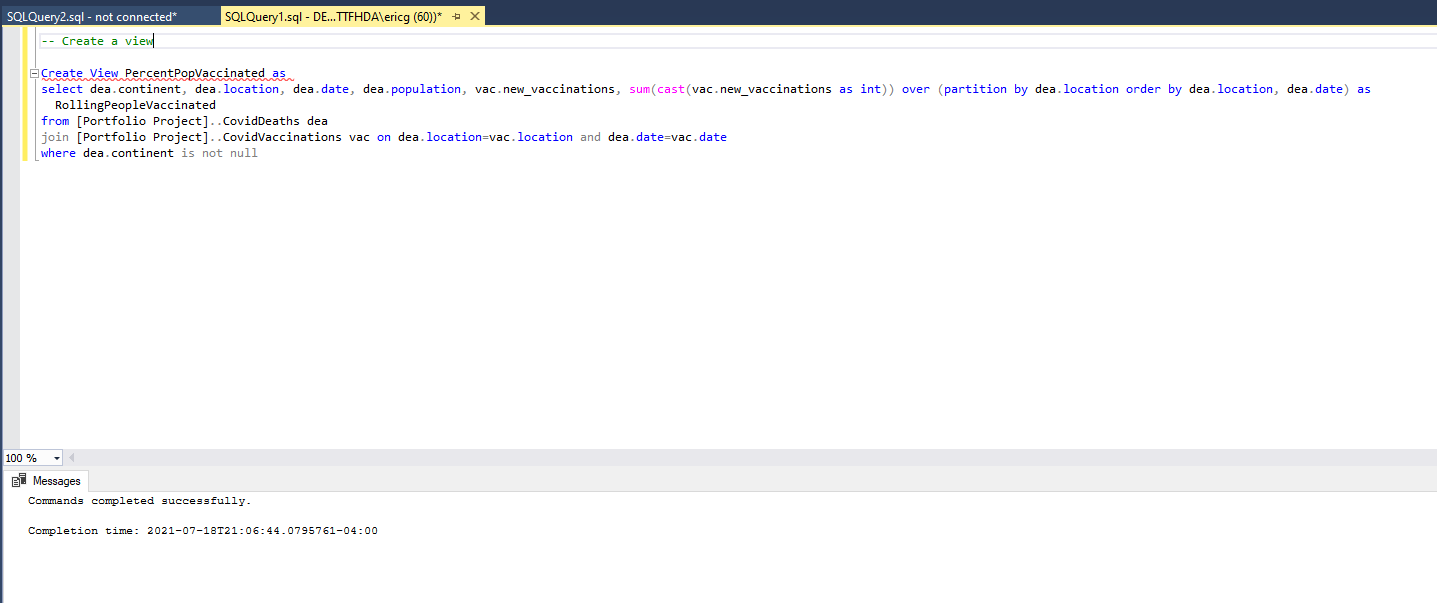 SQLQuery2.sql - not connected* SQLQuery1.sql - DE...TTFHDA\ericg (60))*
-- Create a view
Create View PercentPopVaccinated as
select dea.continent, dea.location, dea.date, dea.population, vac.new_vaccinations, sum(cast(vac.new_vaccinations as int)) over (partition by dea.location order by dea.location, dea.date) as
RollingPeopleVaccinated
from [Portfolio Project]..CovidDeaths dea
join [Portfolio Project]..CovidVaccinations vac on dea.location=vac.location and dea.date=vac.date
where dea.continent is not null
100 %
Messages
Commands completed successfully.
Completion time: 2021-07-18T21:06:44.0795761-04:00